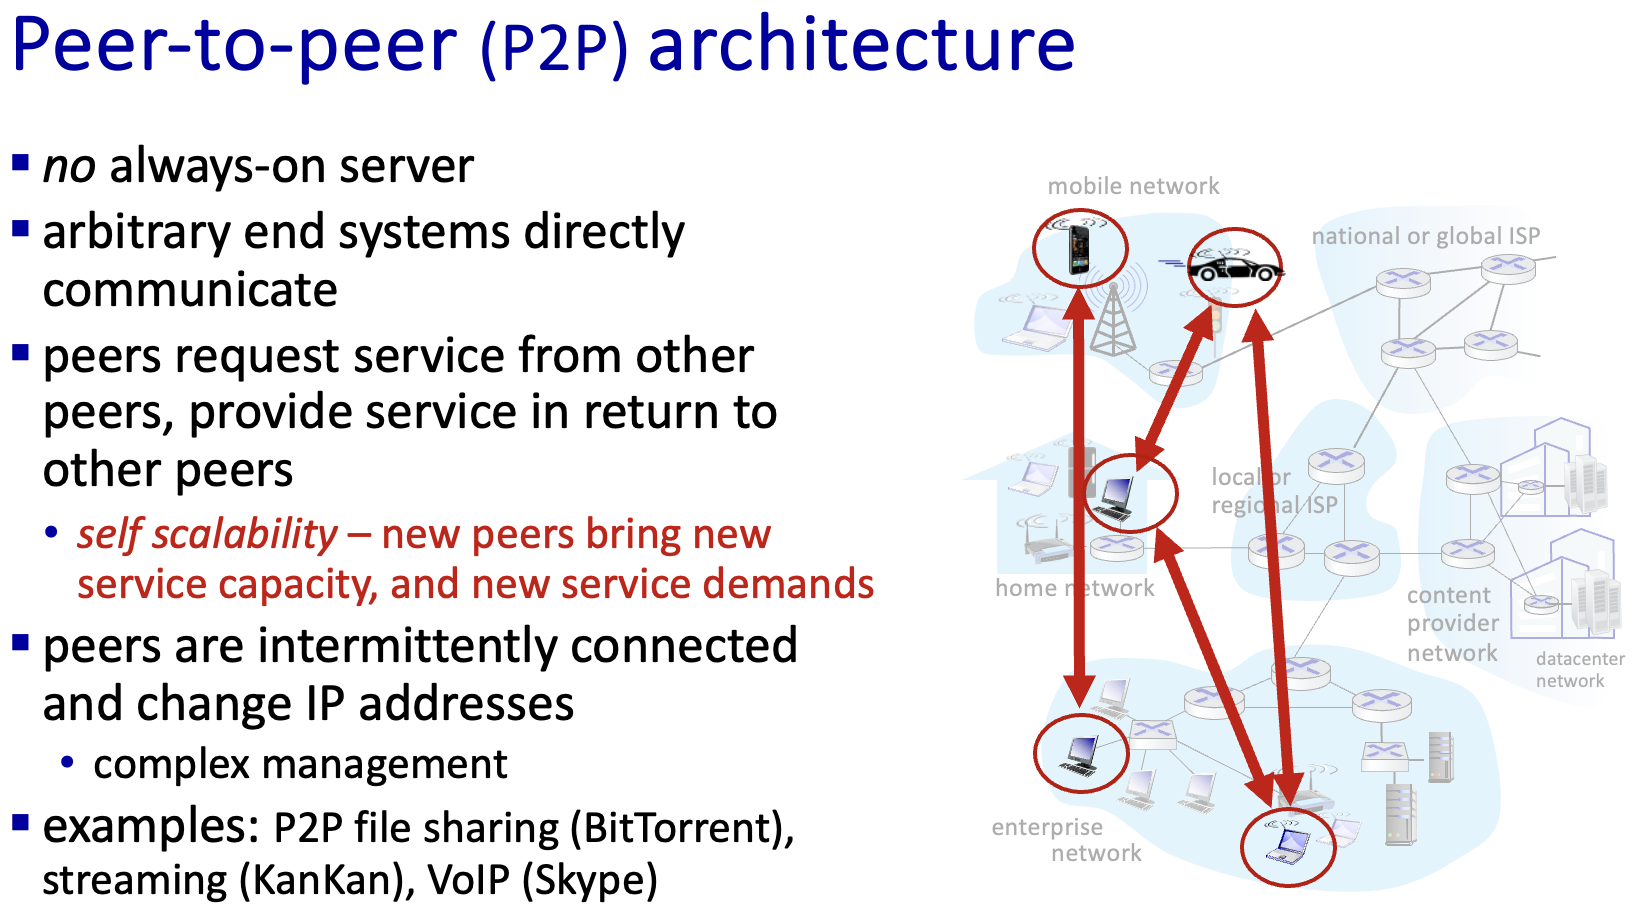 Peer-to-peer (P2P) architecture
▪ no always-on server
▪ arbitrary end systems directly
communicate
▪ peers request service from other
peers, provide service in return to
other peers
• self scalability – new peers bring new
service capacity, and new service demands
▪ peers are intermittently connected
and change IP addresses
• complex management
▪ examples: P2P file sharing (BitTorrent),
streaming (KanKan), VoIP (Skype)
mobile network
national or global ISP
local or
regional ISP
home network
content
provider
network
datacenter
network
enterprise
network